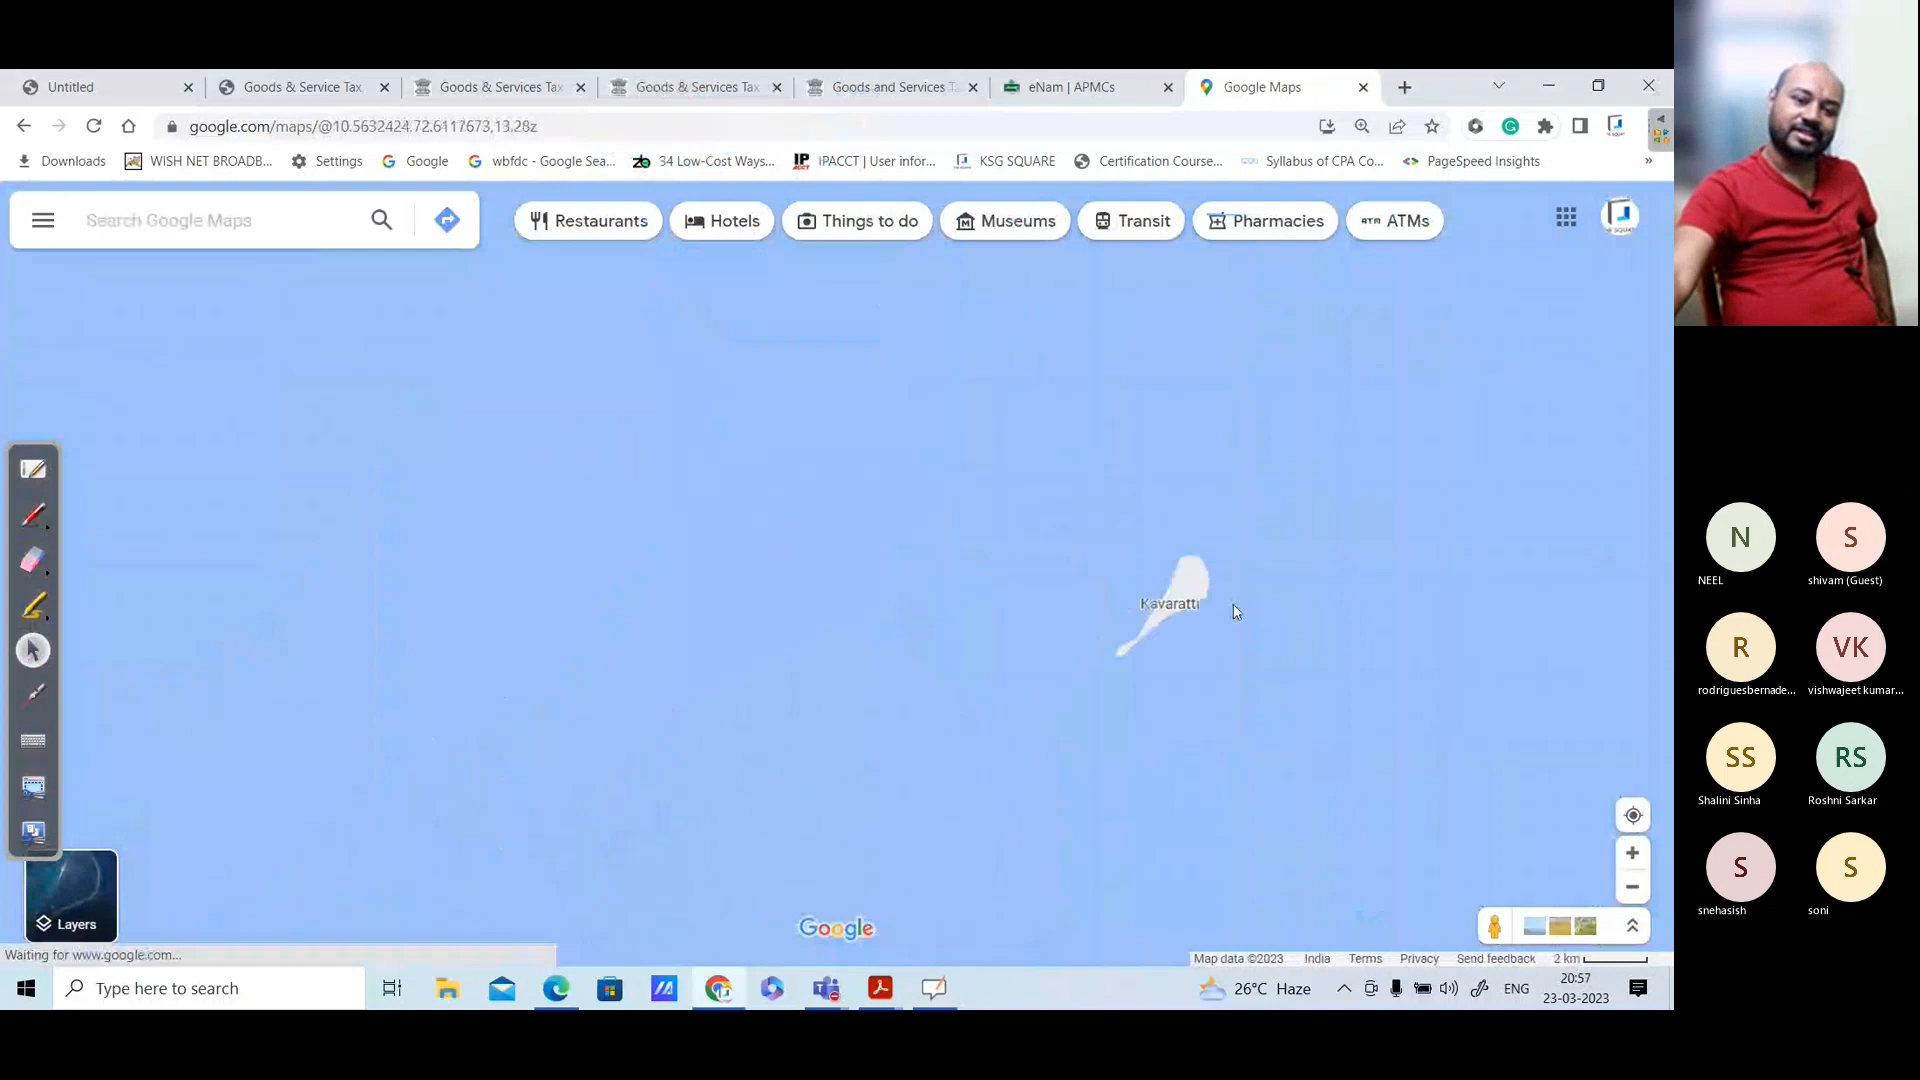 Untitled
Goods & Service Tax
Goods & Services Tax
Goods & Services Tax
Goods and Services T
eNam | APMCs
Google Maps
google.com/maps/@10.5632424,72.6117673,13.28z
Downloads
WISH NET BROADB...
Settings
Google
wbfdc - Google Sea...
34 Low-Cost Ways...
iPACCT | User infor...
KSG SQUARE
Certification Course...
Syllabus of CPA Co...
PageSpeed Insights
»
Search Google Maps
Restaurants
Hotels
Things to do
Museums
Transit
Pharmacies
ATM ATMs
Kavaratti
Layers
Google
Waiting for www.google.com...
Map data ©2023 India Terms Privacy Send feedback 2 km
Type here to search
26°C Haze
ENG
20:57
23-03-2023
N
NEEL
S
shivam (Guest)
R
rodriguesbernade...
VK
vishwajeet kumar...
SS
Shalini Sinha
RS
Roshni Sarkar
S
snehasish
S
soni